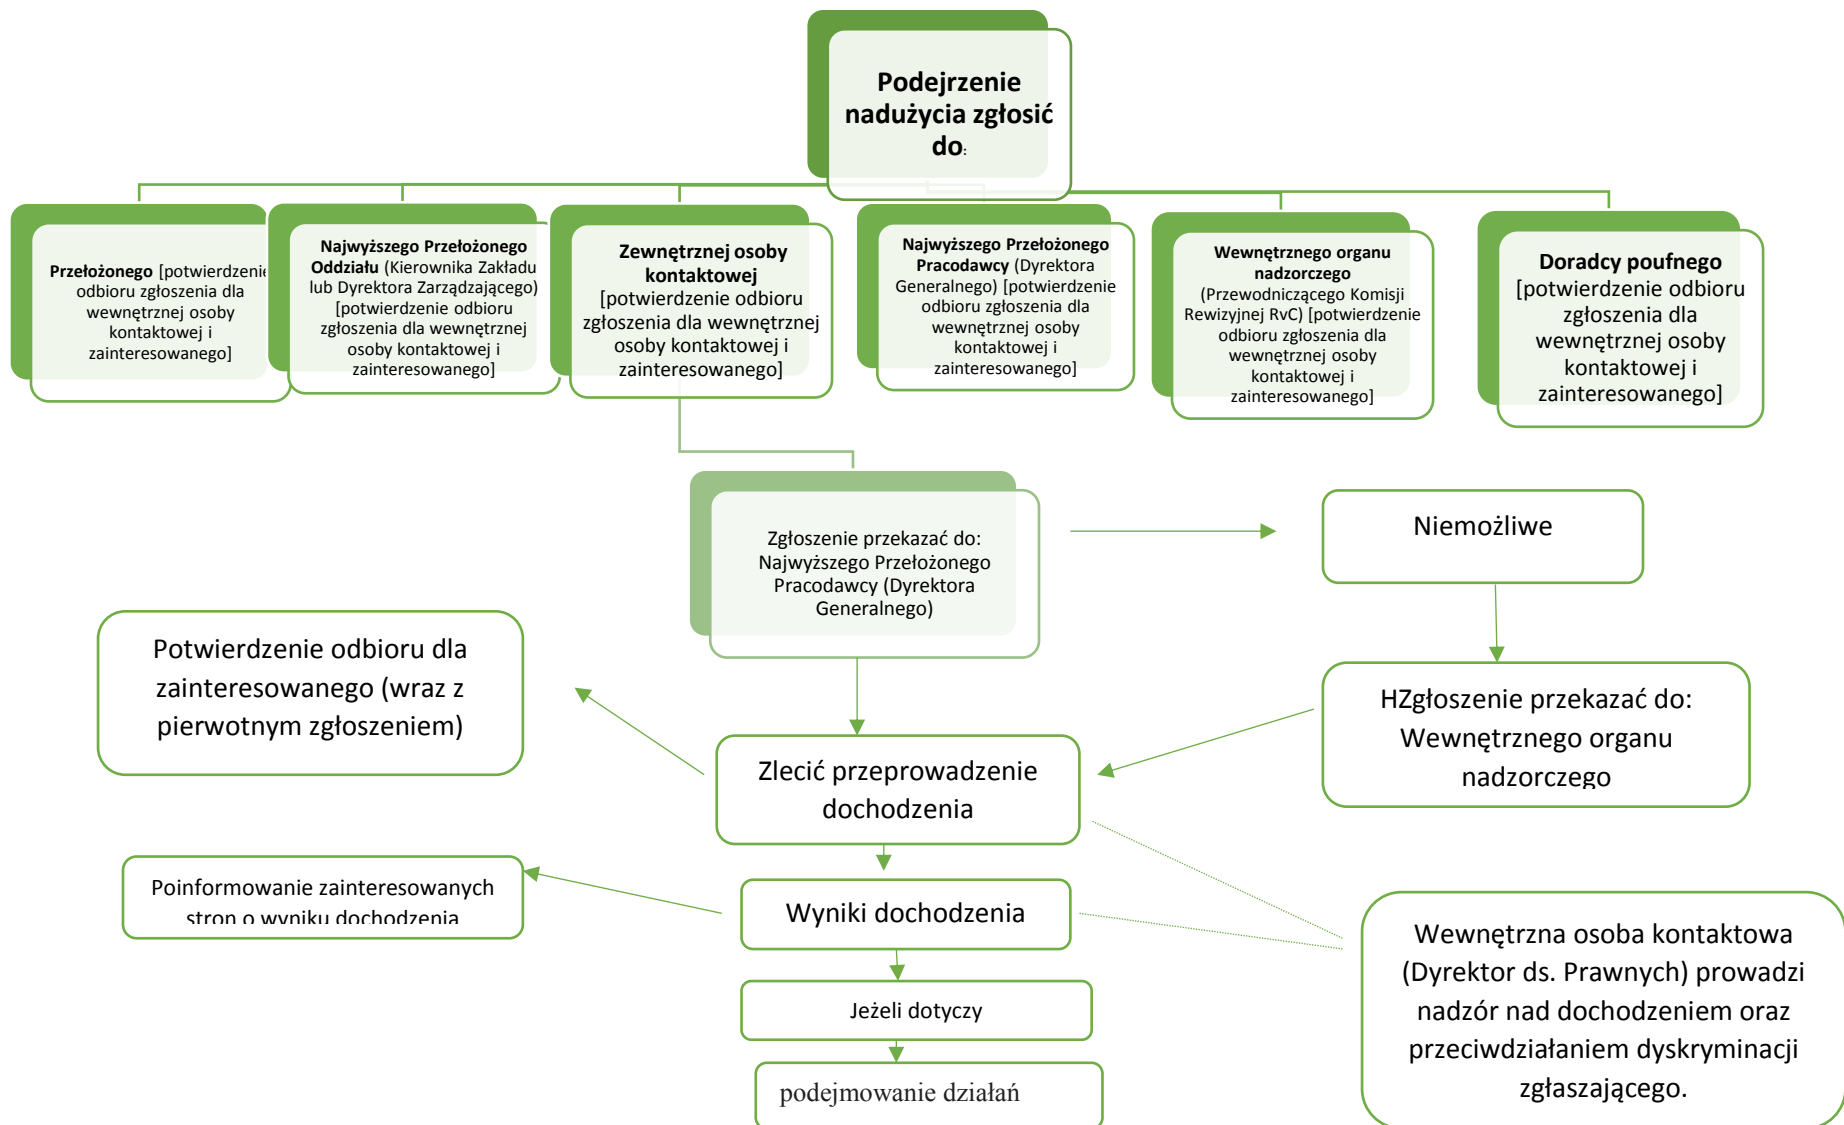 Podejrzenie
nadużycia zgłosić
do:
Przełożonego [potwierdzenie
odbioru zgłoszenia dla
wewnętrznej osoby
kontaktowej i
zainteresowanego]
Najwyższego Przełożonego
Oddziału (Kierownika Zakładu
lub Dyrektora Zarządzającego)
[potwierdzenie odbioru
zgłoszenia dla wewnętrznej
osoby kontaktowej i
zainteresowanego]
Zewnętrznej osoby
kontaktowej
[potwierdzenie odbioru
zgłoszenia dla wewnętrznej
osoby kontaktowej i
zainteresowanego]
Najwyższego Przełożonego
Pracodawcy (Dyrektora
Generalnego) [potwierdzenie
odbioru zgłoszenia dla
wewnętrznej osoby
kontaktowej i
zainteresowanego]
Wewnętrznego organu
nadzorczego
(Przewodniczącego Komisji
Rewizyjnej RvC) [potwierdzenie
odbioru zgłoszenia dla
wewnętrznej osoby
kontaktowej i
zainteresowanego]
Doradcy poufnego
[potwierdzenie odbioru
zgłoszenia dla
wewnętrznej osoby
kontaktowej i
zainteresowanego]
Zgłoszenie przekazać do:
Najwyższego Przełożonego
Pracodawcy (Dyrektora
Generalnego)
Niemożliwe
Potwierdzenie odbioru dla
zainteresowanego (wraz z
pierwotnym zgłoszeniem)
HZgłoszenie przekazać do:
Wewnętrznego organu
nadzorczego
Zlecić przeprowadzenie
dochodzenia
Poinformowanie zainteresowanych
stron o wyniku dochodzenia
Wyniki dochodzenia
Wewnętrzna osoba kontaktowa
(Dyrektor ds. Prawnych) prowadzi
nadzór nad dochodzeniem oraz
przeciwdziałaniem dyskryminacji
zgłaszającego.
Jeżeli dotyczy
podejmowanie działań